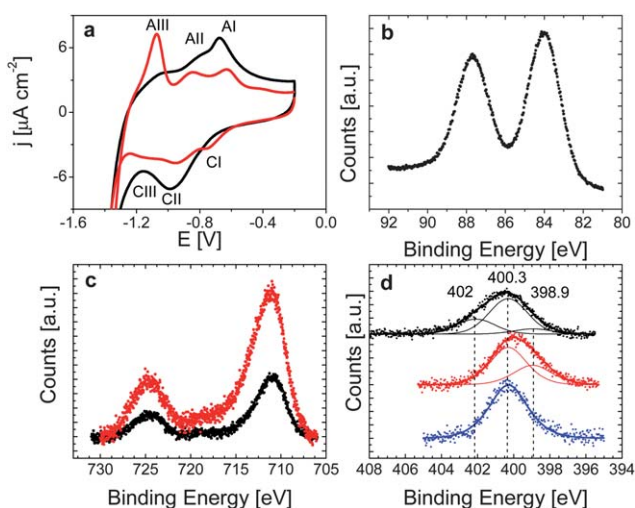 a
AIII
AII
AI
CI
CIII
CII
6
0
-6
j [µA cm⁻²]
-1.6 -1.2 -0.8 -0.4 0.0
E [V]
b
Counts [a.u.]
92 90 88 86 84 82 80
Binding Energy [eV]
c
Counts [a.u.]
730 725 720 715 710 705
Binding Energy [eV]
d
400.3
402
398.9
Counts [a.u.]
408 406 404 402 400 398 396 394
Binding Energy [eV]